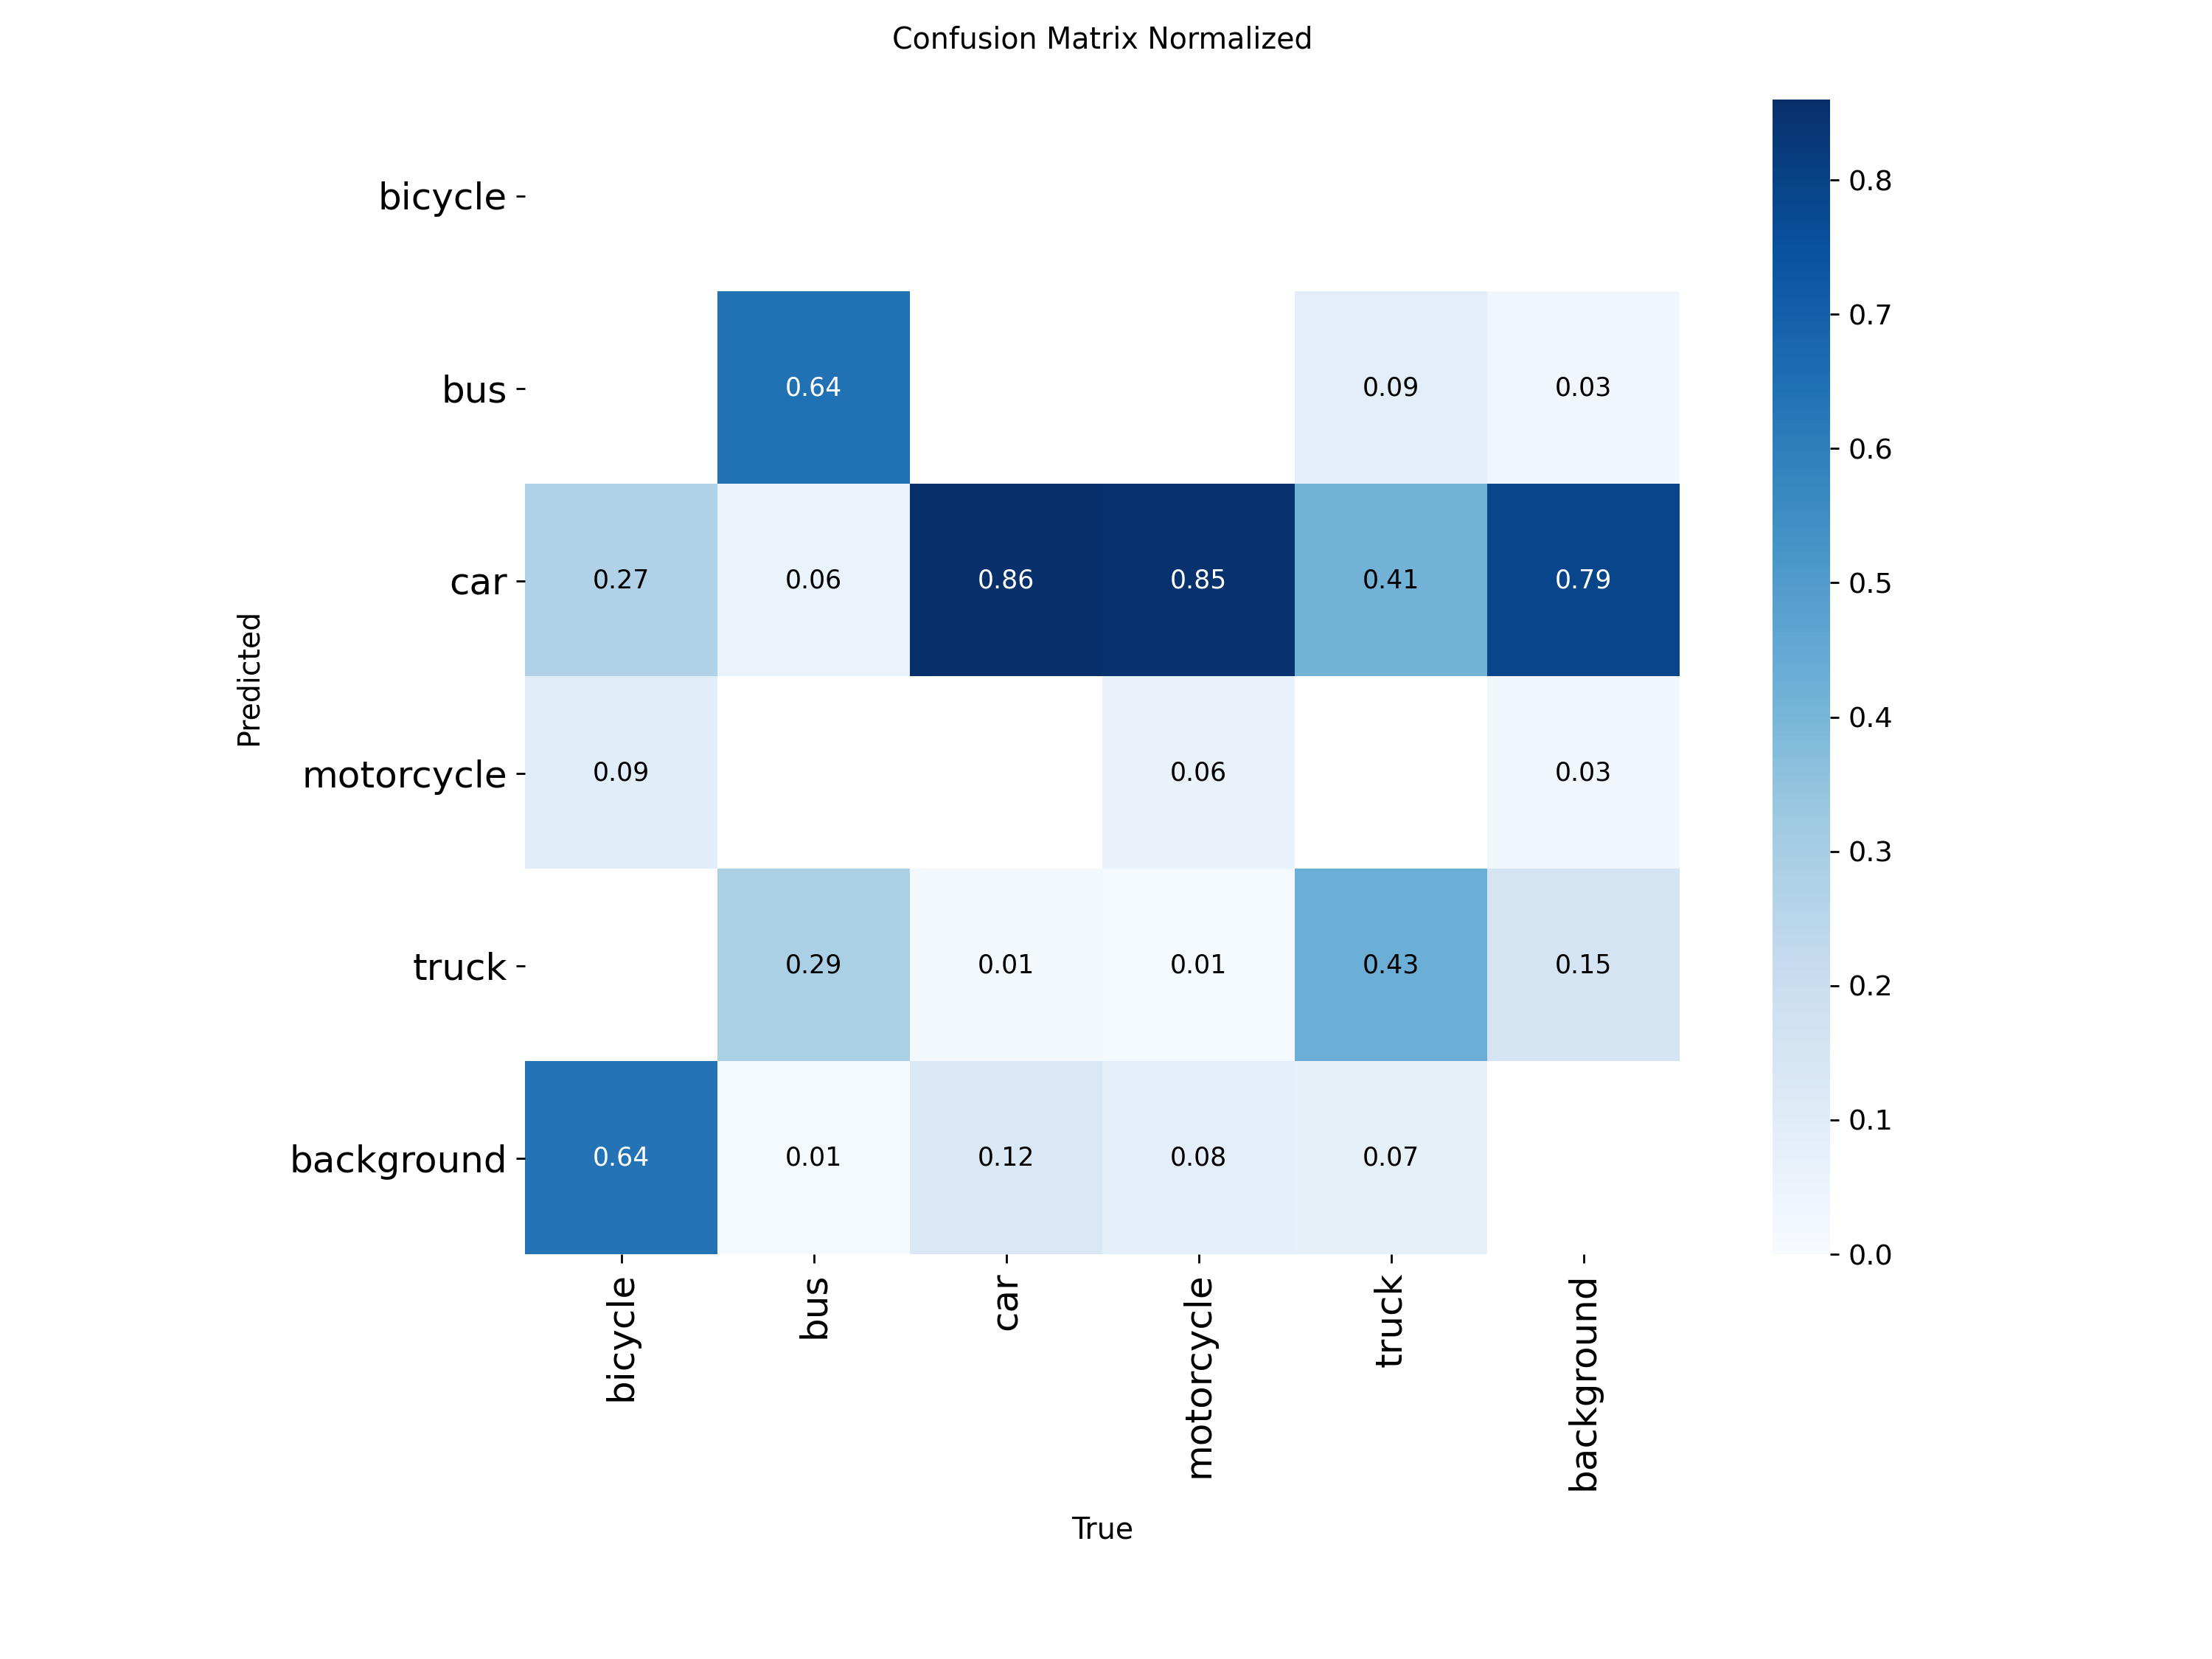 Confusion Matrix Normalized
bicycle
bus
0.64
0.09
0.03
car
0.27
0.06
0.86
0.85
0.41
0.79
motorcycle
0.09
0.06
0.03
truck
0.29
0.01
0.01
0.43
0.15
background
0.64
0.01
0.12
0.08
0.07
Predicted
bicycle
bus
car
motorcycle
truck
background
True
0.8
0.7
0.6
0.5
0.4
0.3
0.2
0.1
0.0